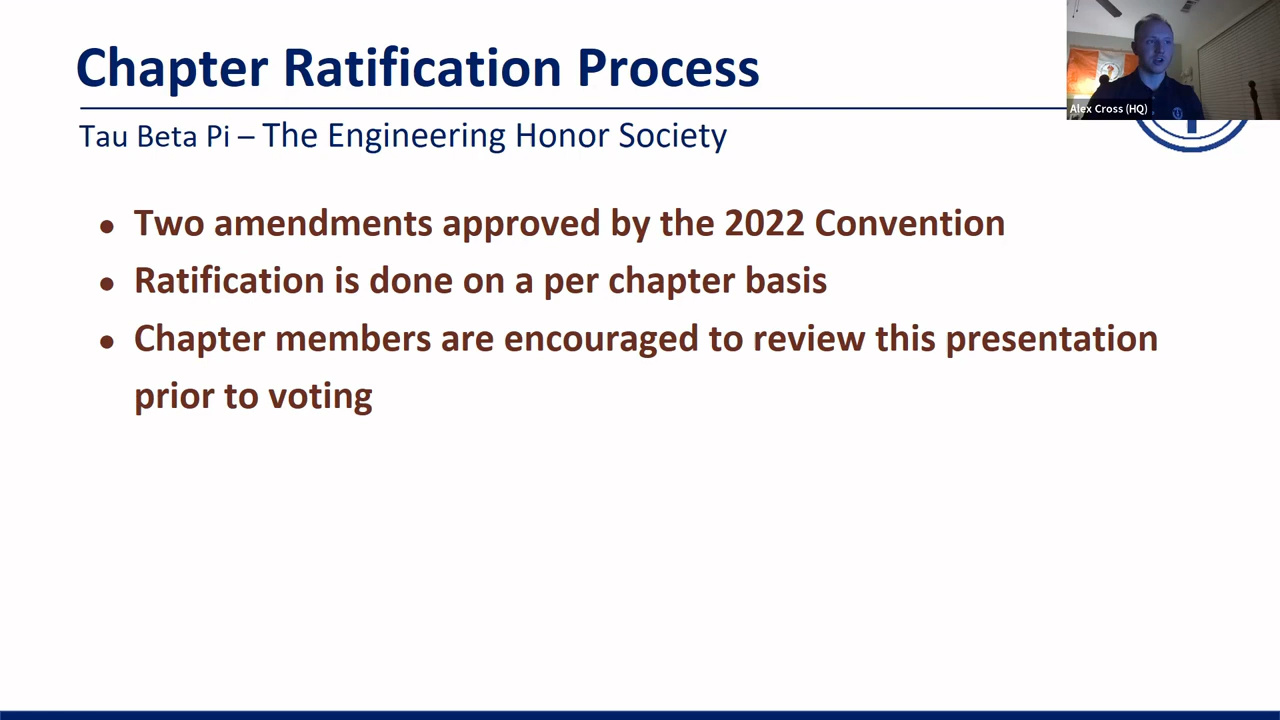 Chapter Ratification Process
Alex Cross (HQ)
Tau Beta Pi – The Engineering Honor Society
● Two amendments approved by the 2022 Convention
● Ratification is done on a per chapter basis
● Chapter members are encouraged to review this presentation
prior to voting